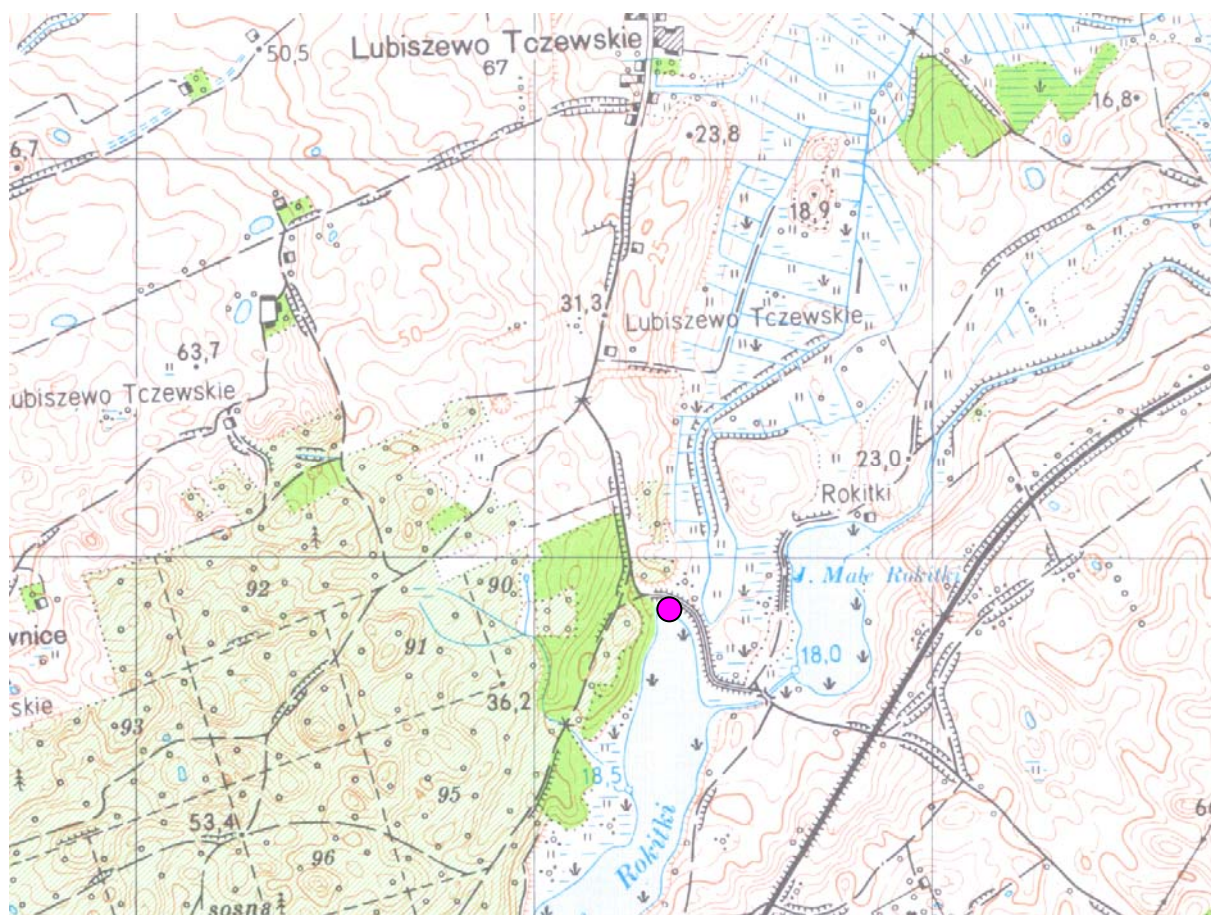 Lubiszewo Tczewskie
67
50,5
16,8
6,7
23,8
18,9
31,3
25
Lubiszewo Tczewskie
50
63,7
ubiszewo Tczewskie
23,0
Rokitki
J. Małe Rokitki
92
90
91
wnice
18,0
skie
36,2
93
18,5
95
40
Rokitki
53,4
96
sosna